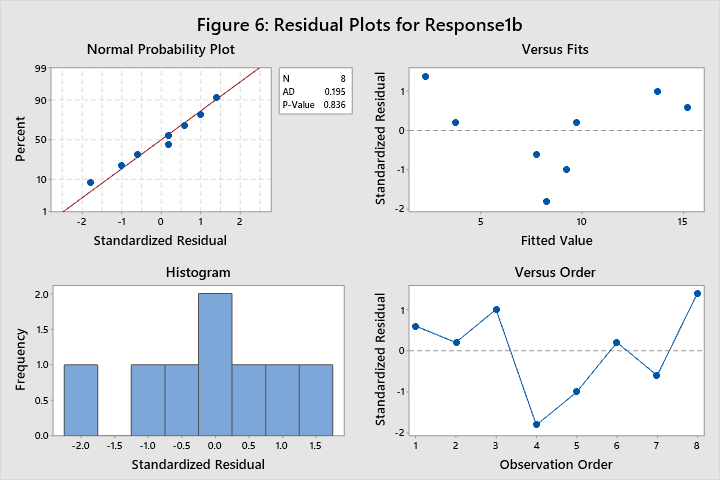 Figure 6: Residual Plots for Response1b
Normal Probability Plot
99
90
50
10
1
Percent
-2 -1 0 1 2
Standardized Residual
N 8
AD 0.195
P-Value 0.836
Versus Fits
1
0
-1
-2
Standardized Residual
5 10 15
Fitted Value
Histogram
2.0
1.5
1.0
0.5
0.0
Frequency
-2.0 -1.5 -1.0 -0.5 0.0 0.5 1.0 1.5
Standardized Residual
Versus Order
1
0
-1
-2
Standardized Residual
1 2 3 4 5 6 7 8
Observation Order